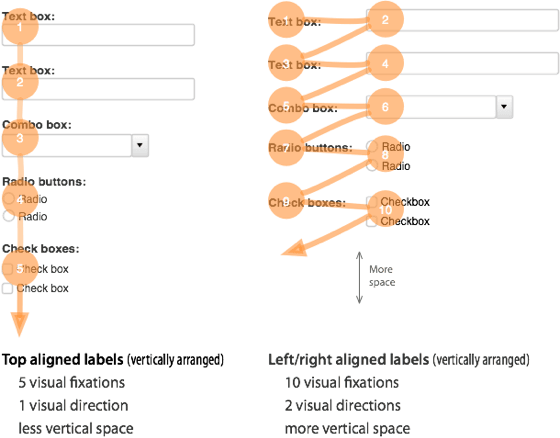 Text box:
1
Text box:
2
Combo box:
3
Radio buttons:
4 Radio
Radio
Check boxes:
5 Check box
Check box
Top aligned labels (vertically arranged)
5 visual fixations
1 visual direction
less vertical space
Text box:
1
2
Text box:
3
4
Combo box:
5
6
Radio buttons:
7
8
Radio
Radio
Check boxes:
9
10
Checkbox
Checkbox
More
space
Left/right aligned labels (vertically arranged)
10 visual fixations
2 visual directions
more vertical space